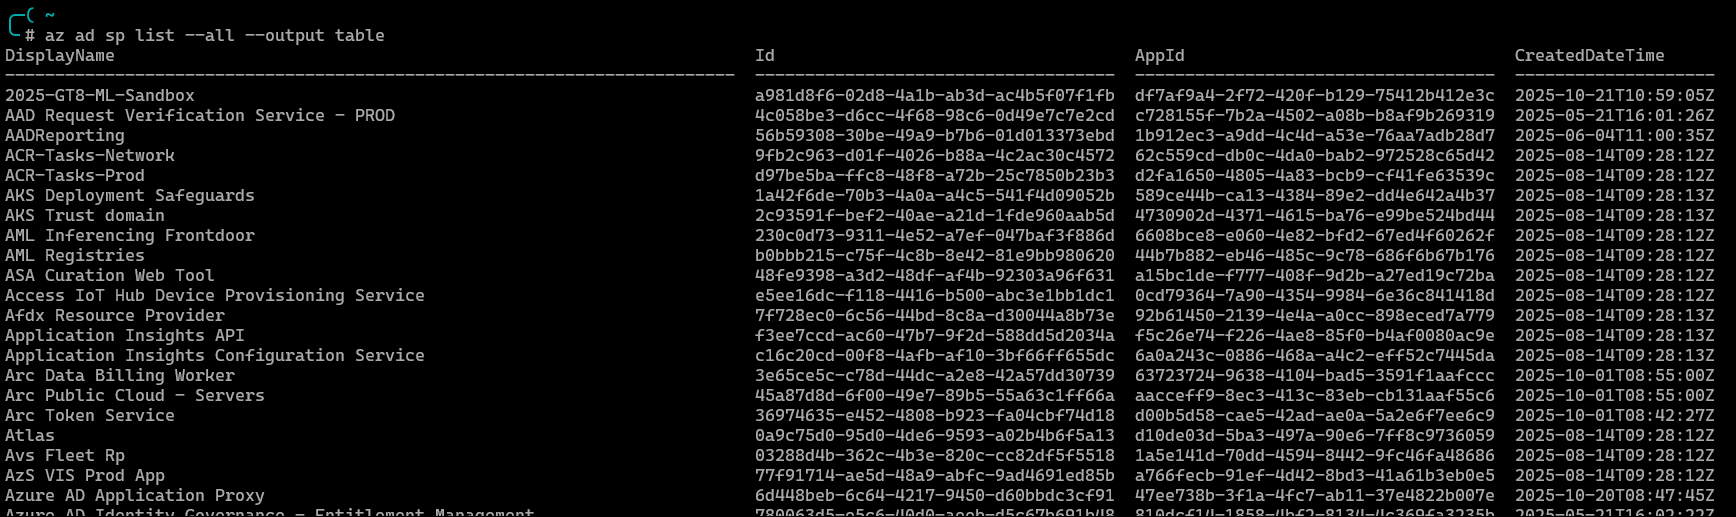 ~
# az ad sp list --all --output table
DisplayName Id AppId CreatedDateTime
------------------------------------------------------------------------- ------------------------------------ ------------------------------------ --------------------
2025-GT8-ML-Sandbox a981d8f6-02d8-4a1b-ab3d-ac4b5f07f1fb df7af9a4-2f72-420f-b129-75412b412e3c 2025-10-21T10:59:05Z
AAD Request Verification Service - PROD 4c058be3-d6cc-4f68-98c6-0d49e7c7e2cd c728155f-7b2a-4502-a08b-b8af9b269319 2025-05-21T16:01:26Z
AADReporting 56b59308-30be-49a9-b7b6-01d013373ebd 1b912ec3-a9dd-4c4d-a53e-76aa7adb28d7 2025-06-04T11:00:35Z
ACR-Tasks-Network 9fb2c963-d01f-4026-b88a-4c2ac30c4572 62c559cd-db0c-4da0-bab2-972528c65d42 2025-08-14T09:28:12Z
ACR-Tasks-Prod d97be5ba-ffc8-48f8-a72b-25c7850b23b3 d2fa1650-4805-4a83-bcb9-cf41fe63539c 2025-08-14T09:28:12Z
AKS Deployment Safeguards 1a42f6de-70b3-4a0a-a4c5-541f4d09052b 589ce44b-ca13-4384-89e2-dd4e642a4b37 2025-08-14T09:28:13Z
AKS Trust domain 2c93591f-bef2-40ae-a21d-1fde960aab5d 4730902d-4371-4615-ba76-e99be524bd44 2025-08-14T09:28:13Z
AML Inferencing Frontdoor 230c0d73-9311-4e52-a7ef-047baf3f886d 6608bce8-e060-4e82-bfd2-67ed4f60262f 2025-08-14T09:28:12Z
AML Registries b0bbb215-c75f-4c8b-8e42-81e9bb980620 44b7b882-eb46-485c-9c78-686f6b67b176 2025-08-14T09:28:12Z
ASA Curation Web Tool 48fe9398-a3d2-48df-af4b-92303a96f631 a15bc1de-f777-408f-9d2b-a27ed19c72ba 2025-08-14T09:28:12Z
Access IoT Hub Device Provisioning Service e5ee16dc-f118-4416-b500-abc3e1bb1dc1 0cd79364-7a90-4354-9984-6e36c841418d 2025-08-14T09:28:12Z
Afdx Resource Provider 7f728ec0-6c56-44bd-8c8a-d30044a8b73e 92b61450-2139-4e4a-a0cc-898eced7a779 2025-08-14T09:28:13Z
Application Insights API f3ee7ccd-ac60-47b7-9f2d-588dd5d2034a f5c26e74-f226-4ae8-85f0-b4af0080ac9e 2025-08-14T09:28:13Z
Application Insights Configuration Service c16c20cd-00f8-4afb-af10-3bf66ff655dc 6a0a243c-0886-468a-a4c2-eff52c7445da 2025-08-14T09:28:13Z
Arc Data Billing Worker 3e65ce5c-c78d-44dc-a2e8-42a57dd30739 63723724-9638-4104-bad5-3591f1aafccc 2025-10-01T08:55:00Z
Arc Public Cloud - Servers 45a87d8d-6f00-49e7-89b5-55a63c1ff66a aacceff9-8ec3-413c-83eb-cb131aaf55c6 2025-10-01T08:55:00Z
Arc Token Service 36974635-e452-4808-b923-fa04cbf74d18 d00b5d58-cae5-42ad-ae0a-5a2e6f7ee6c9 2025-10-01T08:42:27Z
Atlas 0a9c75d0-95d0-4de6-9593-a02b4b6f5a13 d10de03d-5ba3-497a-90e6-7ff8c9736059 2025-08-14T09:28:12Z
Avs Fleet Rp 03288d4b-362c-4b3e-820c-cc82df5f5518 1a5e141d-70dd-4594-8442-9fc46fa48686 2025-08-14T09:28:12Z
AzS VIS Prod App 77f91714-ae5d-48a9-abfc-9ad4691ed85b a766fecb-91ef-4d42-8bd3-41a61b3eb0e5 2025-08-14T09:28:12Z
Azure AD Application Proxy 6d448beb-6c64-4217-9450-d60bbdc3cf91 47ee738b-3f1a-4fc7-ab11-37e4822b007e 2025-10-20T08:47:45Z
Azure AD Identity Governance - Entitlement Management 2025-05-21T16:02:22Z